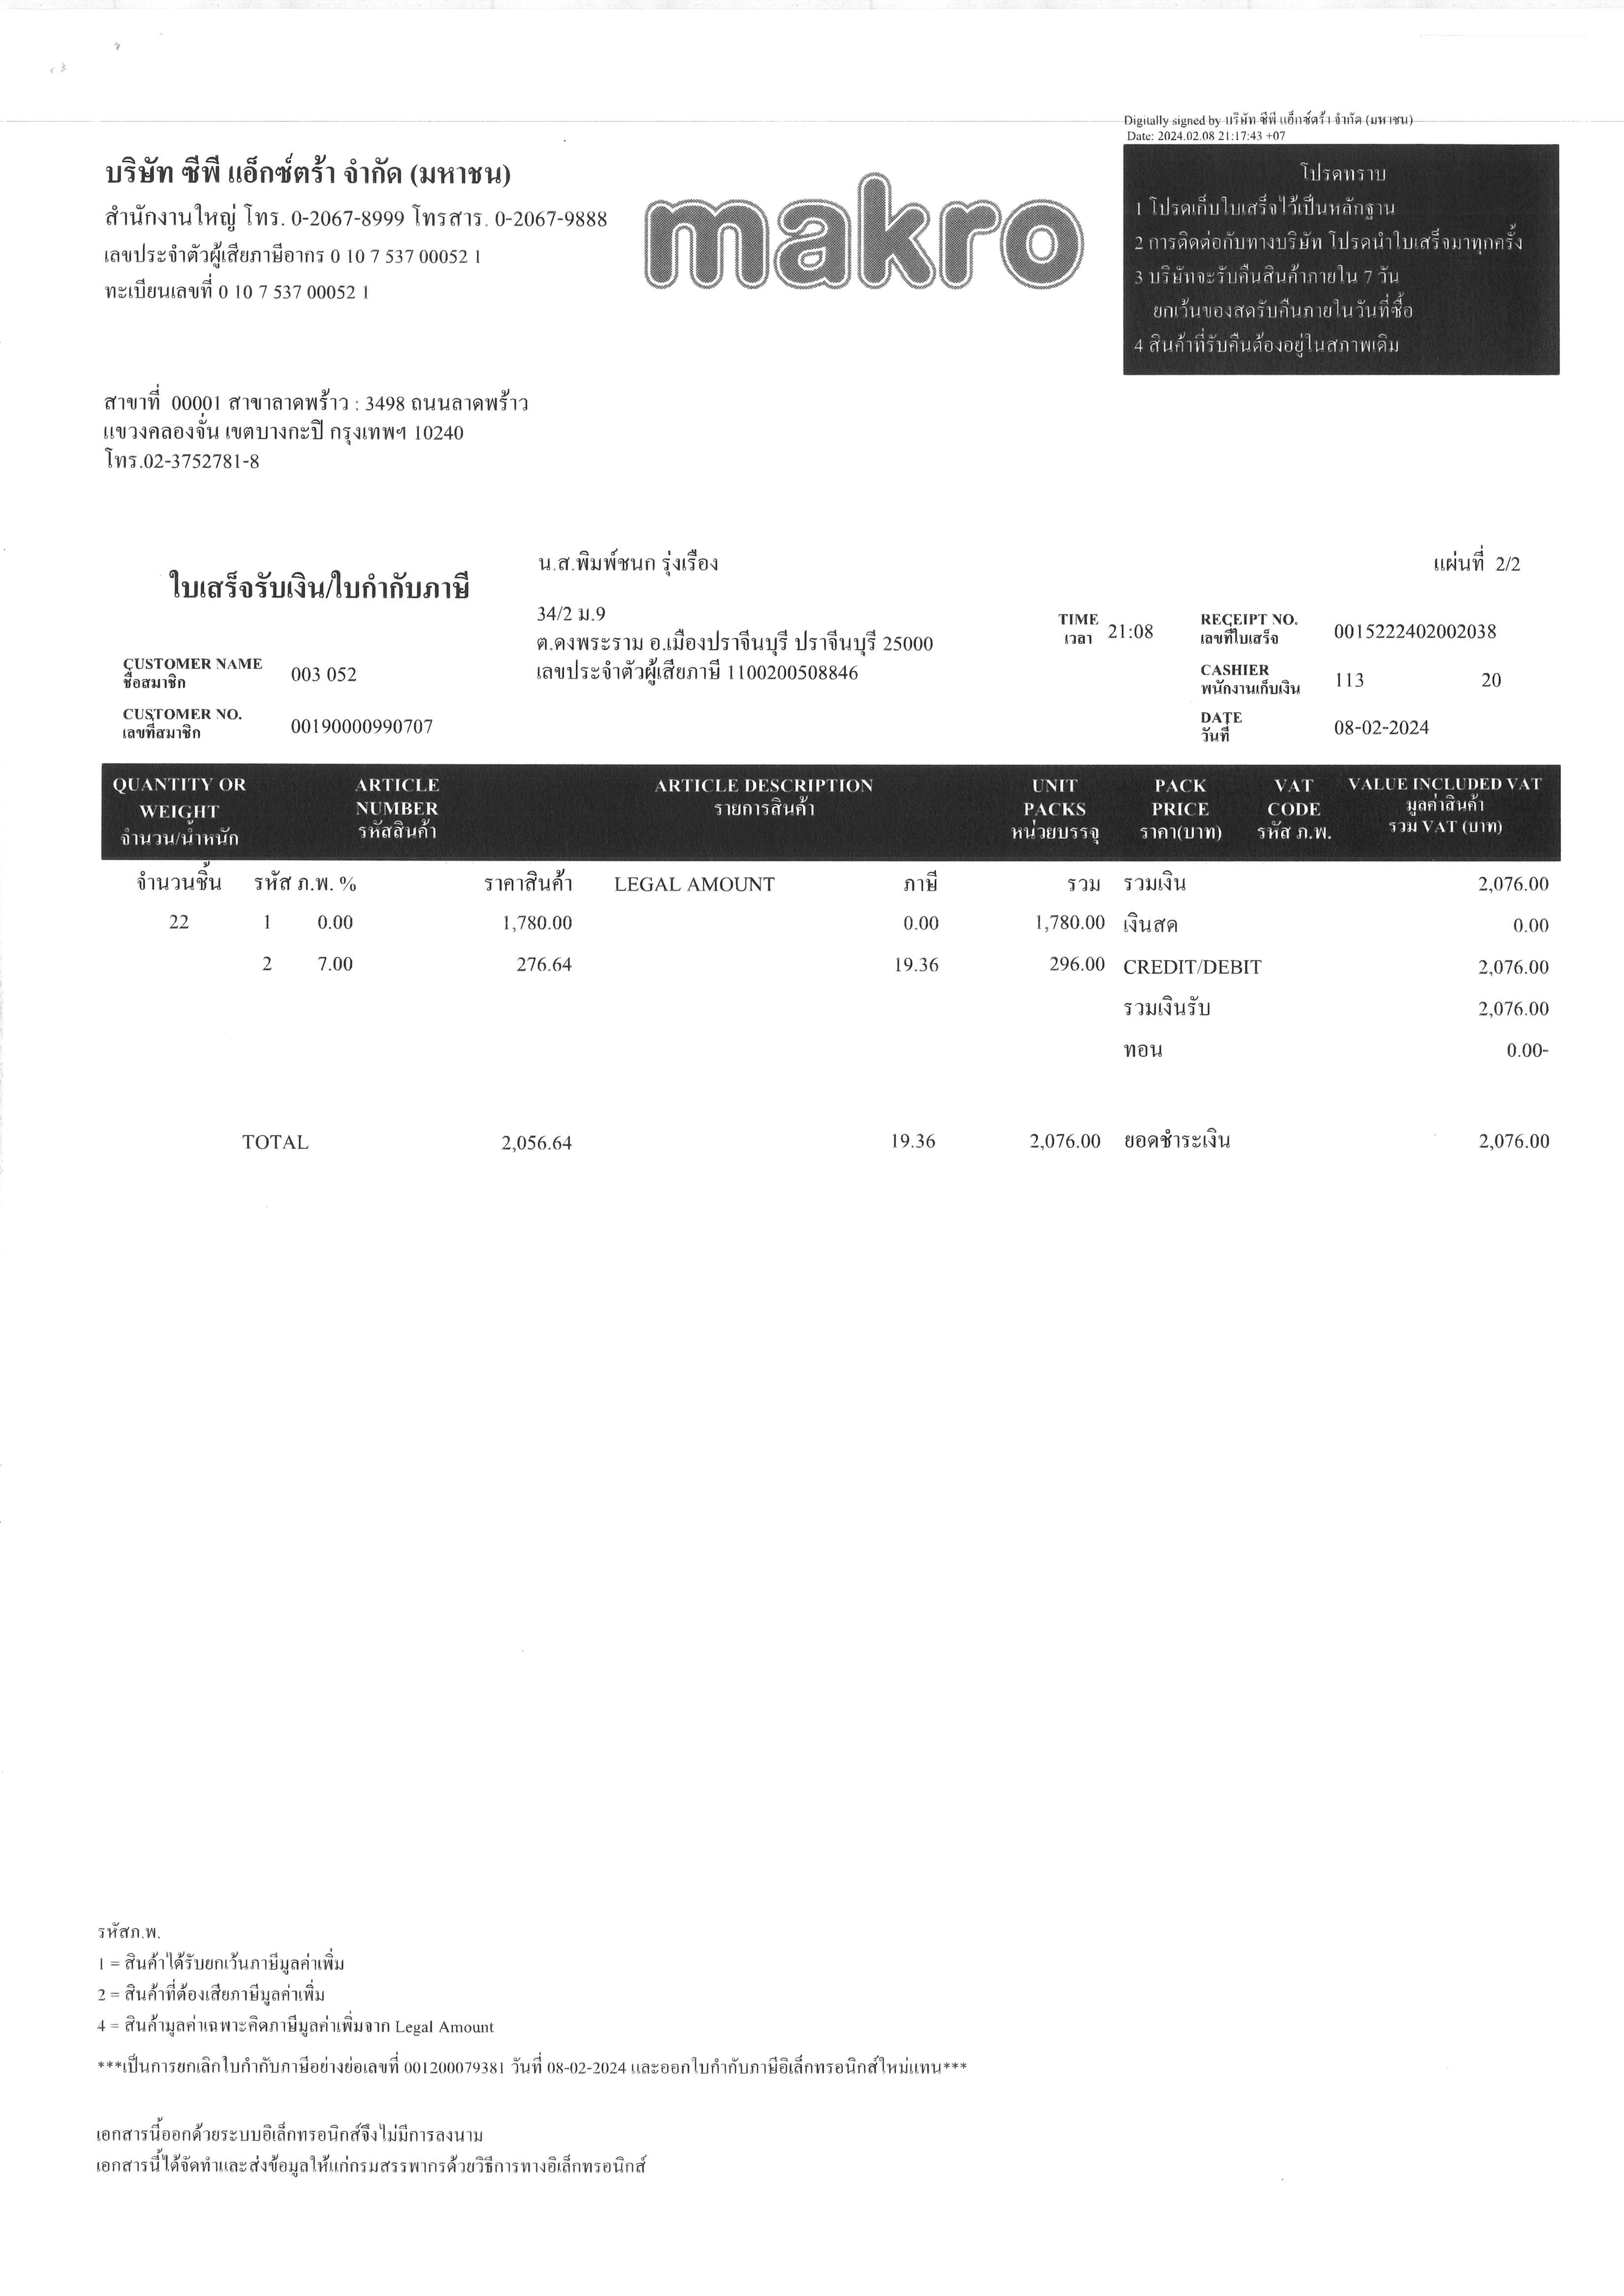 Digitally signed by บริษัท ซีพี แอ็กซ์ตร้า จำกัด (มหาชน)
Date: 2024.02.08 21:17:43 +07
บริษัท ซีพี แอ็กซ์ตร้า จำกัด (มหาชน)
สำนักงานใหญ่ โทร. 0-2067-8999 โทรสาร. 0-2067-9888
เลขประจำตัวผู้เสียภาษีอากร 0 10 7 537 00052 1
ทะเบียนเลขที่ 0 10 7 537 00052 1
makro
โปรดทราบ
1 โปรดเก็บใบเสร็จไว้เป็นหลักฐาน
2 การติดต่อกับทางบริษัท โปรดนำใบเสร็จมาทุกครั้ง
3 บริษัทจะรับคืนสินค้าภายใน 7 วัน
ยกเว้นของสดรับคืนภายในวันที่ซื้อ
4 สินค้าที่รับคืนต้องอยู่ในสภาพเดิม
สาขาที่ 00001 สาขาลาดพร้าว : 3498 ถนนลาดพร้าว
แขวงคลองจั่น เขตบางกะปิ กรุงเทพฯ 10240
โทร.02-3752781-8
ใบเสร็จรับเงิน/ใบกำกับภาษี
น.ส.พิมพ์ชนก รุ่งเรือง
แผ่นที่ 2/2
34/2 ม.9
ต.ดงพระราม อ.เมืองปราจีนบุรี ปราจีนบุรี 25000
เลขประจำตัวผู้เสียภาษี 1100200508846
TIME
เวลา 21:08
RECEIPT NO.
เลขที่ใบเสร็จ 0015222402002038
CUSTOMER NAME
ชื่อสมาชิก 003 052
CASHIER
พนักงานเก็บเงิน 113 20
CUSTOMER NO.
เลขที่สมาชิก 00190000990707
DATE
วันที่ 08-02-2024
QUANTITY OR WEIGHT จำนวน/น้ำหนัก ARTICLE NUMBER รหัสสินค้า ARTICLE DESCRIPTION รายการสินค้า UNIT PACKS หน่วยบรรจุ PACK PRICE ราคา(บาท) VAT CODE รหัส ภ.พ. VALUE INCLUDED VAT มูลค่าสินค้า รวม VAT (บาท)
จำนวนชิ้น รหัส ภ.พ. % ราคาสินค้า LEGAL AMOUNT ภาษี รวม รวมเงิน 2,076.00
22 1 0.00 1,780.00 0.00 1,780.00 เงินสด 0.00
2 7.00 276.64 19.36 296.00 CREDIT/DEBIT 2,076.00
รวมเงินรับ 2,076.00
ทอน 0.00-
TOTAL 2,056.64 19.36 2,076.00 ยอดชำระเงิน 2,076.00
รหัสภ.พ.
1 = สินค้าได้รับยกเว้นภาษีมูลค่าเพิ่ม
2 = สินค้าที่ต้องเสียภาษีมูลค่าเพิ่ม
4 = สินค้ามูลค่าเฉพาะคิดภาษีมูลค่าเพิ่มจาก Legal Amount
***เป็นการยกเลิกใบกำกับภาษีอย่างย่อเลขที่ 001200079381 วันที่ 08-02-2024 และออกใบกำกับภาษีอิเล็กทรอนิกส์ใหม่แทน***
เอกสารนี้ออกด้วยระบบอิเล็กทรอนิกส์จึงไม่มีการลงนาม
เอกสารนี้ได้จัดทำและส่งข้อมูลให้แก่กรมสรรพากรด้วยวิธีการทางอิเล็กทรอนิกส์